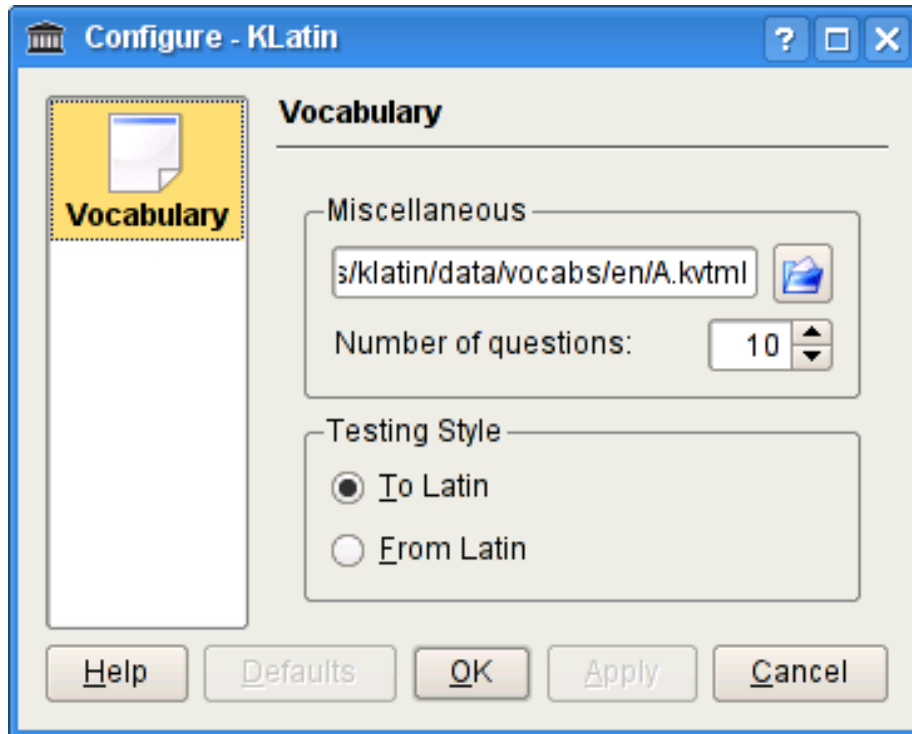 Configure - KLatin
?
Vocabulary
Vocabulary
Miscellaneous
s/klatin/data/vocabs/en/A.kvtml
Number of questions: 10
Testing Style
To Latin
From Latin
Help Defaults OK Apply Cancel